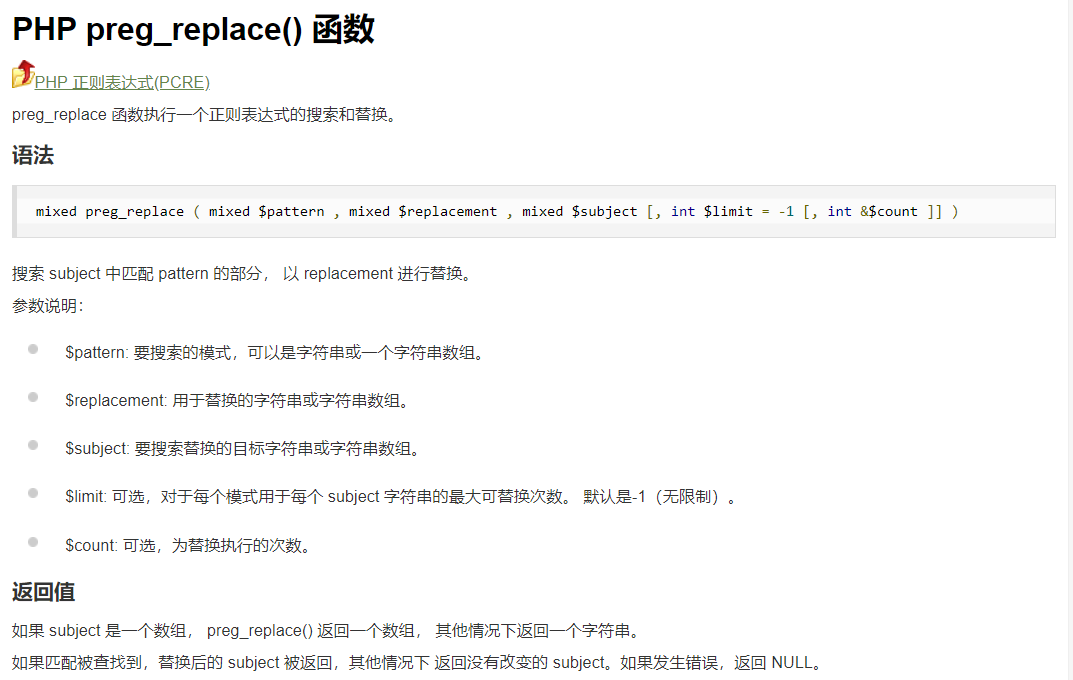 PHP preg_replace() 函数
PHP 正则表达式(PCRE)
preg_replace 函数执行一个正则表达式的搜索和替换。
语法
mixed preg_replace ( mixed $pattern , mixed $replacement , mixed $subject [, int $limit = -1 [, int &$count ]] )
搜索 subject 中匹配 pattern 的部分， 以 replacement 进行替换。
参数说明：
$pattern: 要搜索的模式，可以是字符串或一个字符串数组。
$replacement: 用于替换的字符串或字符串数组。
$subject: 要搜索替换的目标字符串或字符串数组。
$limit: 可选，对于每个模式用于每个 subject 字符串的最大可替换次数。 默认是-1（无限制）。
$count: 可选，为替换执行的次数。
返回值
如果 subject 是一个数组， preg_replace() 返回一个数组， 其他情况下返回一个字符串。
如果匹配被查找到，替换后的 subject 被返回，其他情况下 返回没有改变的 subject。如果发生错误，返回 NULL。